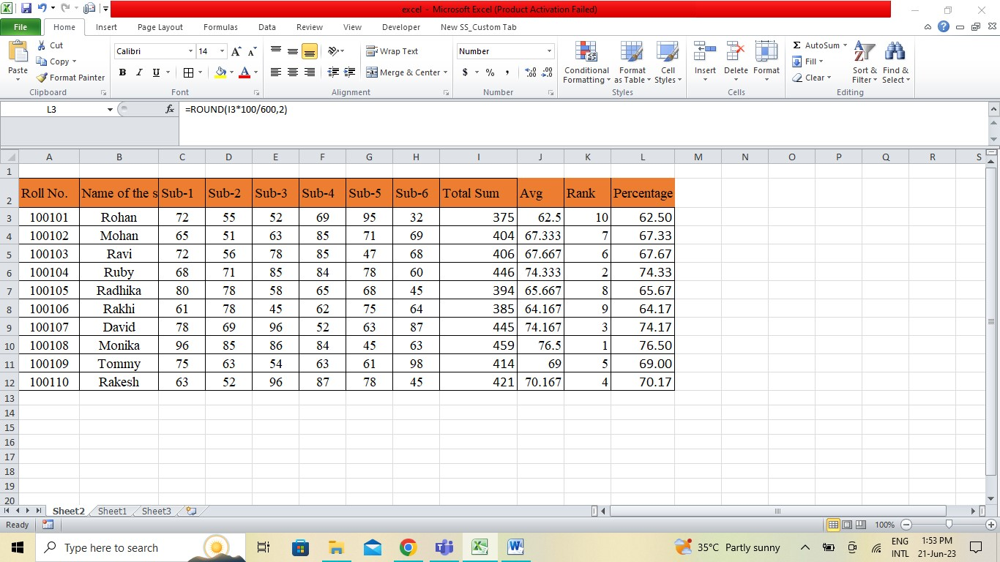 excel - Microsoft Excel (Product Activation Failed)
File Home Insert Page Layout Formulas Data Review View Developer New SS_Custom Tab
Paste Cut Copy Format Painter Clipboard
Calibri 14 B I U Font
Wrap Text Merge & Center Alignment
Number $ % , Number
Conditional Formatting Format as Table Cell Styles Styles
Insert Delete Format Cells
Σ AutoSum Fill Clear Sort & Filter Find & Select Editing
L3 fx =ROUND(I3*100/600,2)
A B C D E F G H I J K L M N O P Q R S
1
2 Roll No. Name of the s Sub-1 Sub-2 Sub-3 Sub-4 Sub-5 Sub-6 Total Sum Avg Rank Percentage
3 100101 Rohan 72 55 52 69 95 32 375 62.5 10 62.50
4 100102 Mohan 65 51 63 85 71 69 404 67.333 7 67.33
5 100103 Ravi 72 56 78 85 47 68 406 67.667 6 67.67
6 100104 Ruby 68 71 85 84 78 60 446 74.333 2 74.33
7 100105 Radhika 80 78 58 65 68 45 394 65.667 8 65.67
8 100106 Rakhi 61 78 45 62 75 64 385 64.167 9 64.17
9 100107 David 78 69 96 52 63 87 445 74.167 3 74.17
10 100108 Monika 96 85 86 84 45 63 459 76.5 1 76.50
11 100109 Tommy 75 63 54 63 61 98 414 69 5 69.00
12 100110 Rakesh 63 52 96 87 78 45 421 70.167 4 70.17
13
14
15
16
17
18
19
20
Sheet2 Sheet1 Sheet3
Ready 100%
Type here to search 35°C Partly sunny ENG INTL 1:53 PM 21-Jun-23